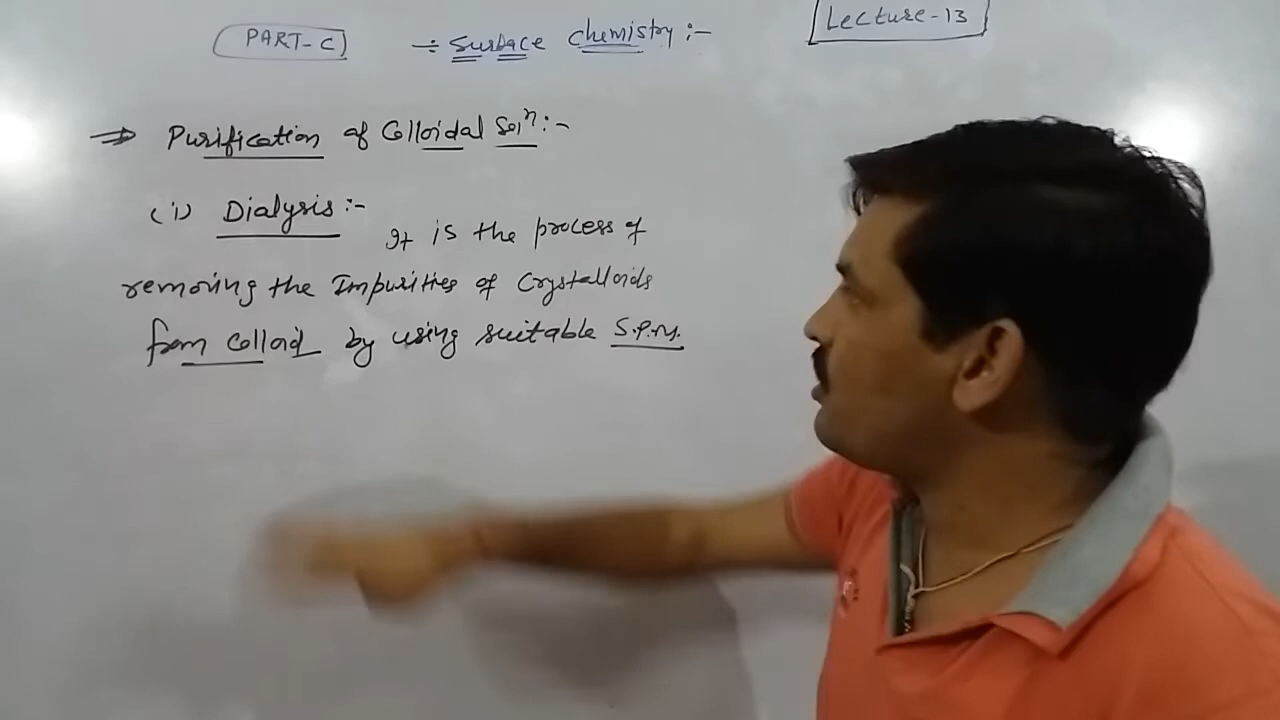 PART-C ÷ Surface chemistry :- Lecture-13
⇒ Purification of Colloidal Solⁿ :-
(i) Dialysis :- It is the process of
removing the Impurities of Crystalloids
from Colloid by using suitable S.P.M.